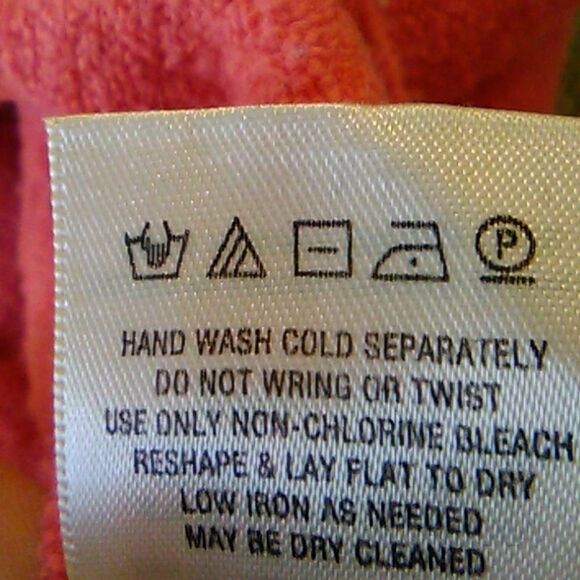 P
HAND WASH COLD SEPARATELY
DO NOT WRING OR TWIST
USE ONLY NON-CHLORINE BLEACH
RESHAPE & LAY FLAT TO DRY
LOW IRON AS NEEDED
MAY BE DRY CLEANED